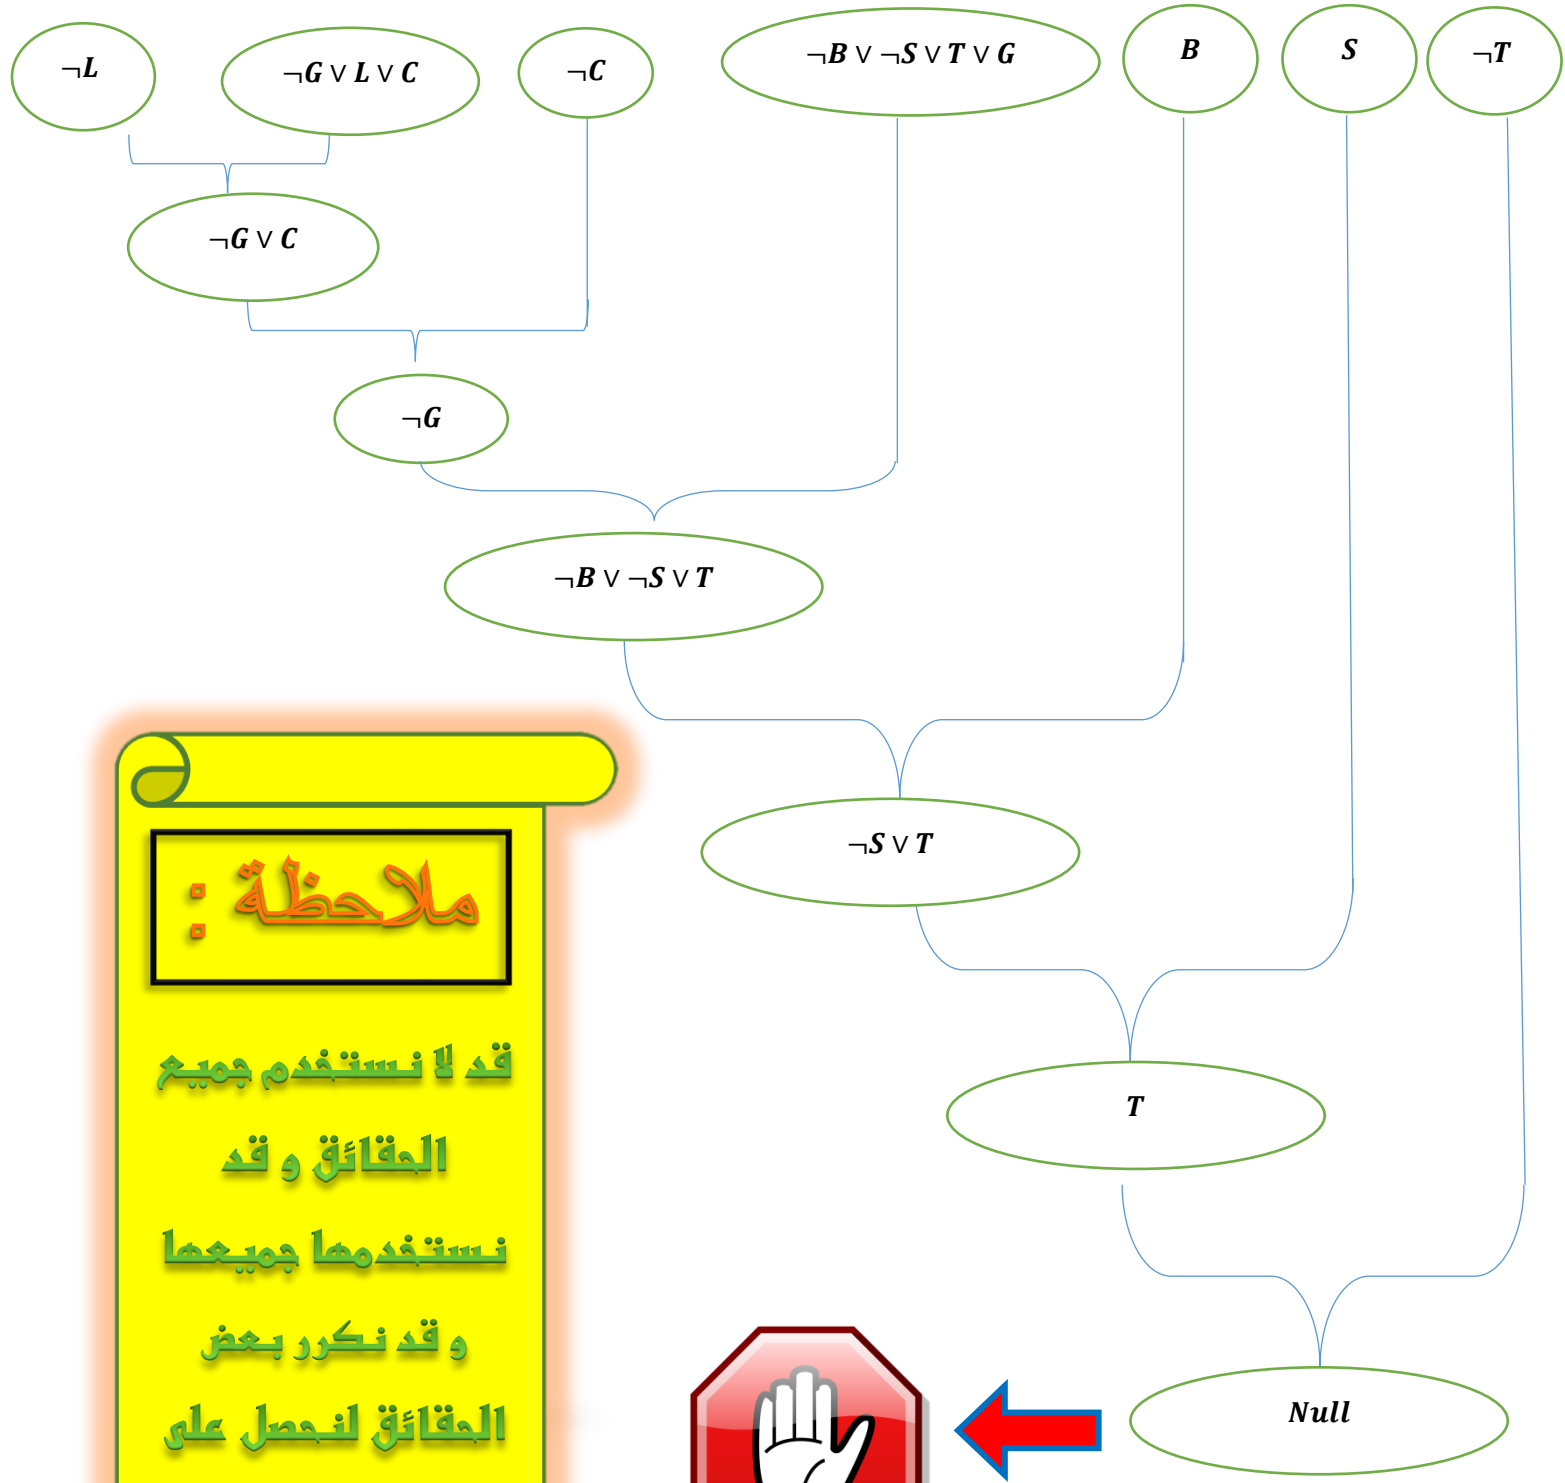 ¬L
¬G ∨ L ∨ C
¬C
¬B ∨ ¬S ∨ T ∨ G
B
S
¬T
¬G ∨ C
¬G
¬B ∨ ¬S ∨ T
¬S ∨ T
T
Null
ملاحظة :
قد لا نستخدم جميع
الحقائق و قد
نستخدمها جميعها
و قد نكرر بعض
الحقائق لنحصل على